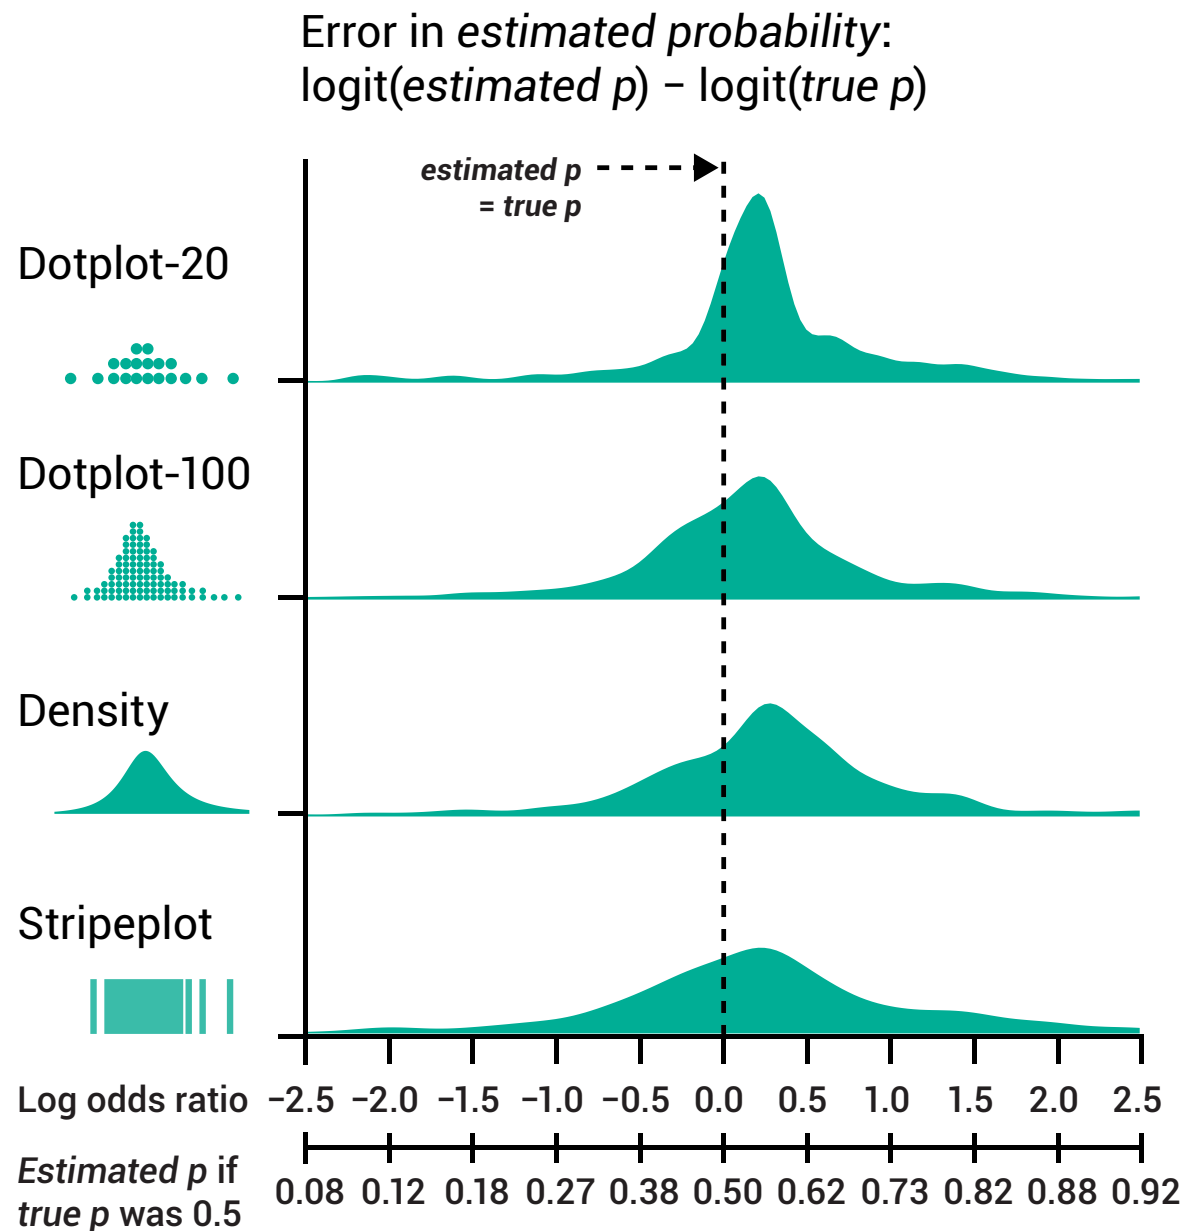 Error in estimated probability:
logit(estimated p) − logit(true p)
estimated p
= true p
Dotplot-20
Dotplot-100
Density
Stripeplot
Log odds ratio −2.5 −2.0 −1.5 −1.0 −0.5 0.0 0.5 1.0 1.5 2.0 2.5
Estimated p if
true p was 0.5
0.08 0.12 0.18 0.27 0.38 0.50 0.62 0.73 0.82 0.88 0.92